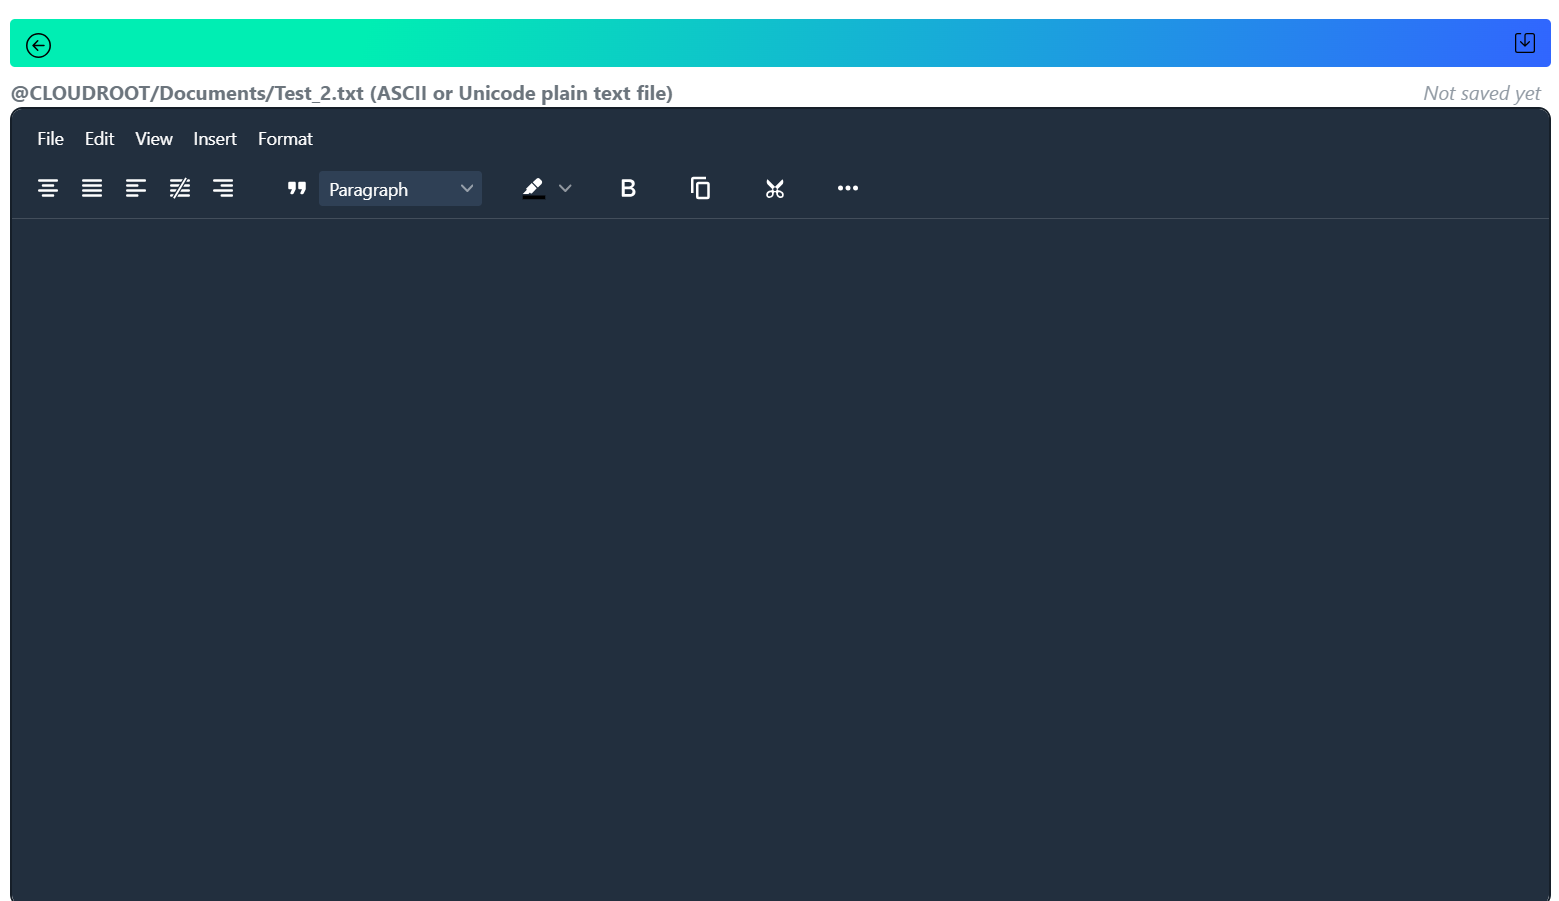 @CLOUDROOT/Documents/Test_2.txt (ASCII or Unicode plain text file) Not saved yet
File Edit View Insert Format
Paragraph B